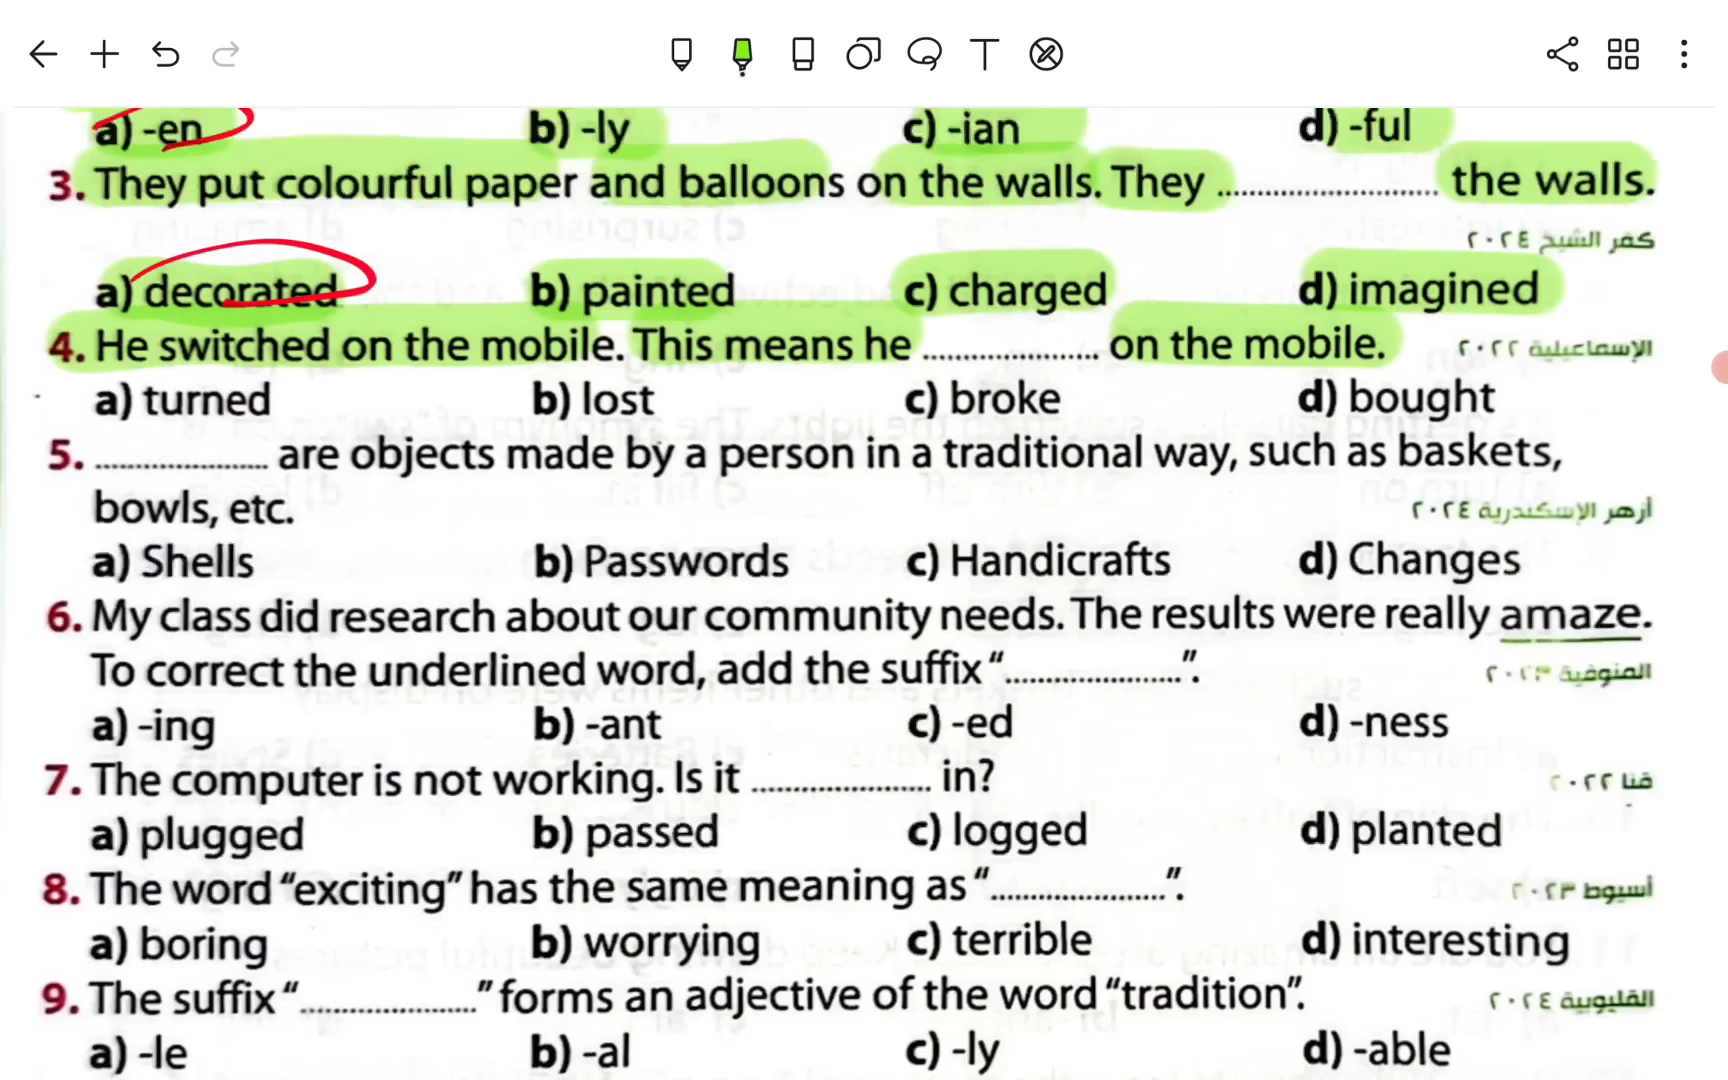 a) -en b) -ly c) -ian d) -ful
3. They put colourful paper and balloons on the walls. They ........................ the walls.
كفر الشيخ ٢٠٢٤
a) decorated b) painted c) charged d) imagined
4. He switched on the mobile. This means he ................... on the mobile. الإسماعيلية ٢٠٢٢
a) turned b) lost c) broke d) bought
5. ................... are objects made by a person in a traditional way, such as baskets,
bowls, etc. أزهر الإسكندرية ٢٠٢٤
a) Shells b) Passwords c) Handicrafts d) Changes
6. My class did research about our community needs. The results were really amaze.
To correct the underlined word, add the suffix “....................”. المنوفية ٢٠٢٣
a) -ing b) -ant c) -ed d) -ness
7. The computer is not working. Is it .................... in? قنا ٢٠٢٢
a) plugged b) passed c) logged d) planted
8. The word “exciting” has the same meaning as “....................”. أسيوط ٢٠٢٣
a) boring b) worrying c) terrible d) interesting
9. The suffix “....................” forms an adjective of the word “tradition”. القليوبية ٢٠٢٤
a) -le b) -al c) -ly d) -able